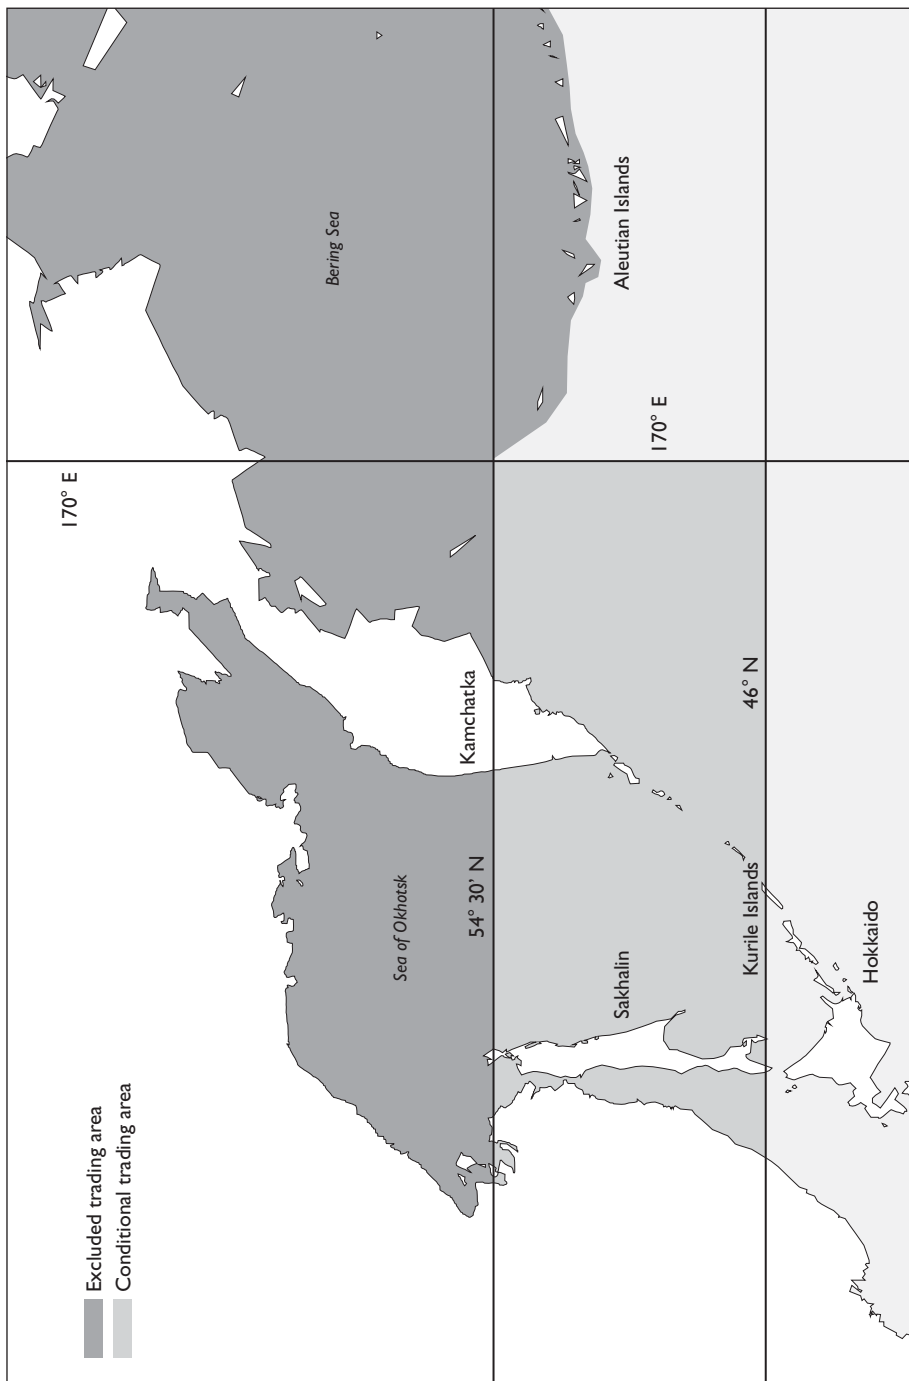 Excluded trading area
Conditional trading area
170° E
Bering Sea
Aleutian Islands
170° E
Kamchatka
Sea of Okhotsk
54° 30' N
46° N
Sakhalin
Kurile Islands
Hokkaido